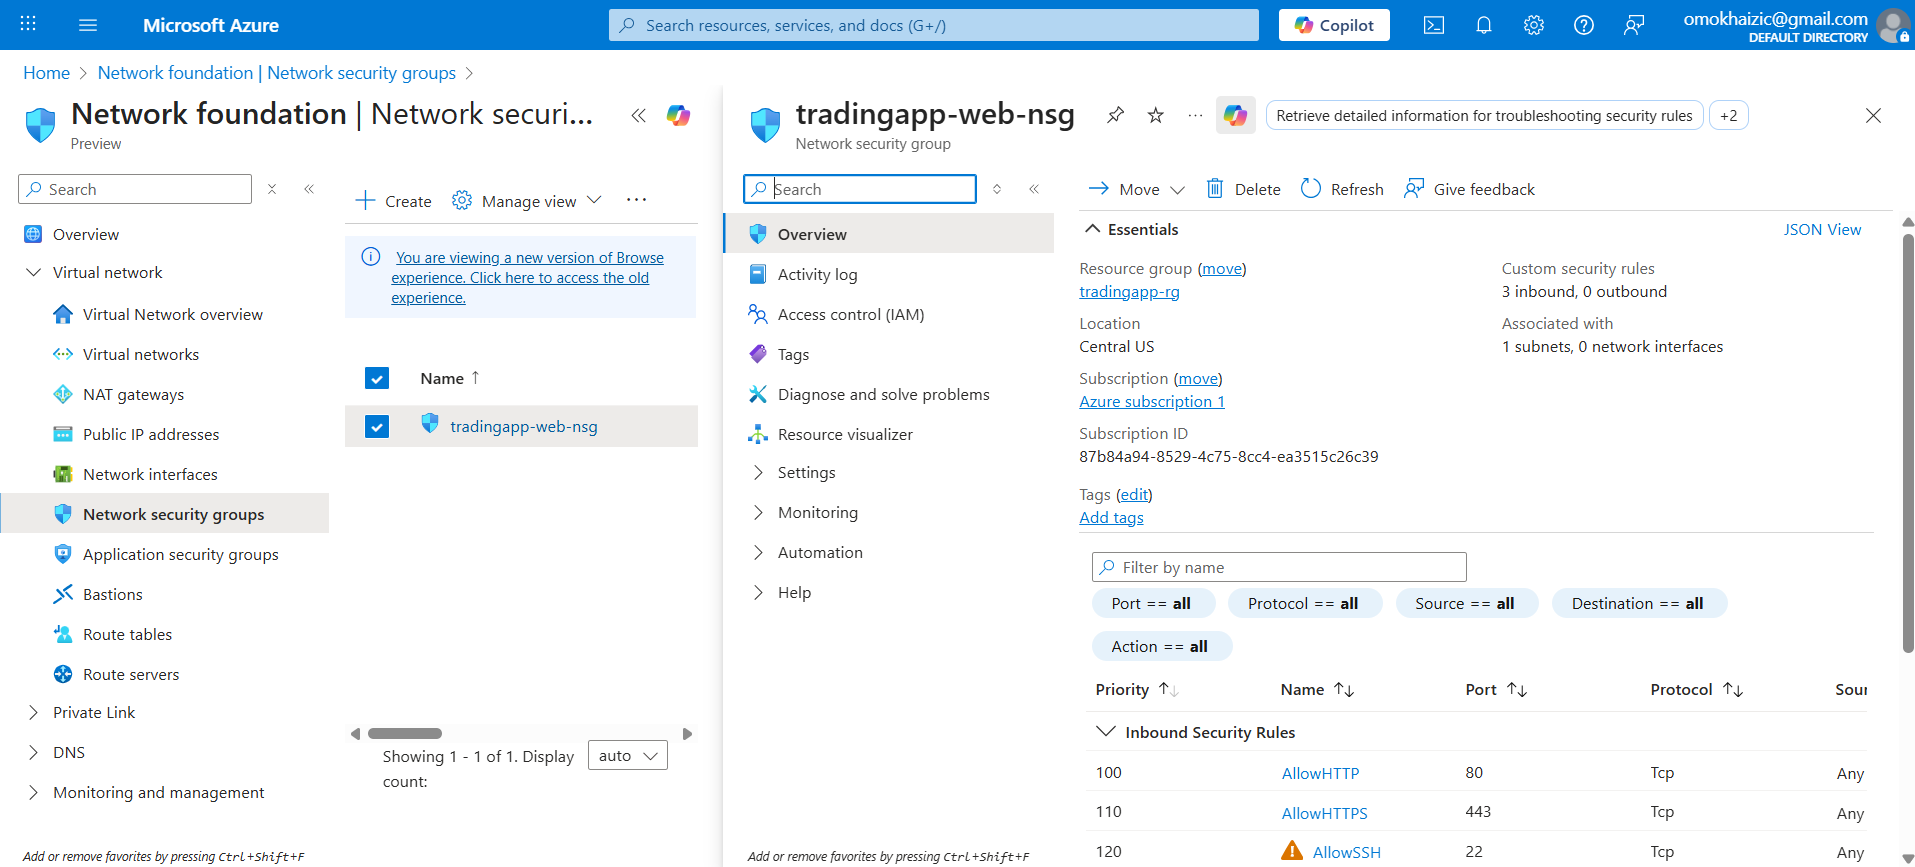 Microsoft Azure
Search resources, services, and docs (G+/)
Copilot
omokhaizic@gmail.com
DEFAULT DIRECTORY
Home > Network foundation | Network security groups >
Network foundation | Network securi...
Preview
Search
Overview
Virtual network
Virtual Network overview
Virtual networks
NAT gateways
Public IP addresses
Network interfaces
Network security groups
Application security groups
Bastions
Route tables
Route servers
Private Link
DNS
Monitoring and management
Add or remove favorites by pressing Ctrl+Shift+F
Create
Manage view
You are viewing a new version of Browse
experience. Click here to access the old
experience.
Name ↑
tradingapp-web-nsg
Showing 1 - 1 of 1. Display
count:
auto
tradingapp-web-nsg
Network security group
Retrieve detailed information for troubleshooting security rules
+2
Search
Overview
Activity log
Access control (IAM)
Tags
Diagnose and solve problems
Resource visualizer
Settings
Monitoring
Automation
Help
Add or remove favorites by pressing Ctrl+Shift+F
Move
Delete
Refresh
Give feedback
Essentials
JSON View
Resource group (move)
tradingapp-rg
Location
Central US
Subscription (move)
Azure subscription 1
Subscription ID
87b84a94-8529-4c75-8cc4-ea3515c26c39
Tags (edit)
Add tags
Custom security rules
3 inbound, 0 outbound
Associated with
1 subnets, 0 network interfaces
Filter by name
Port == all
Protocol == all
Source == all
Destination == all
Action == all
Priority ↑↓ Name ↑↓ Port ↑↓ Protocol ↑↓ Sour
Inbound Security Rules
100 AllowHTTP 80 Tcp Any
110 AllowHTTPS 443 Tcp Any
120 AllowSSH 22 Tcp Any